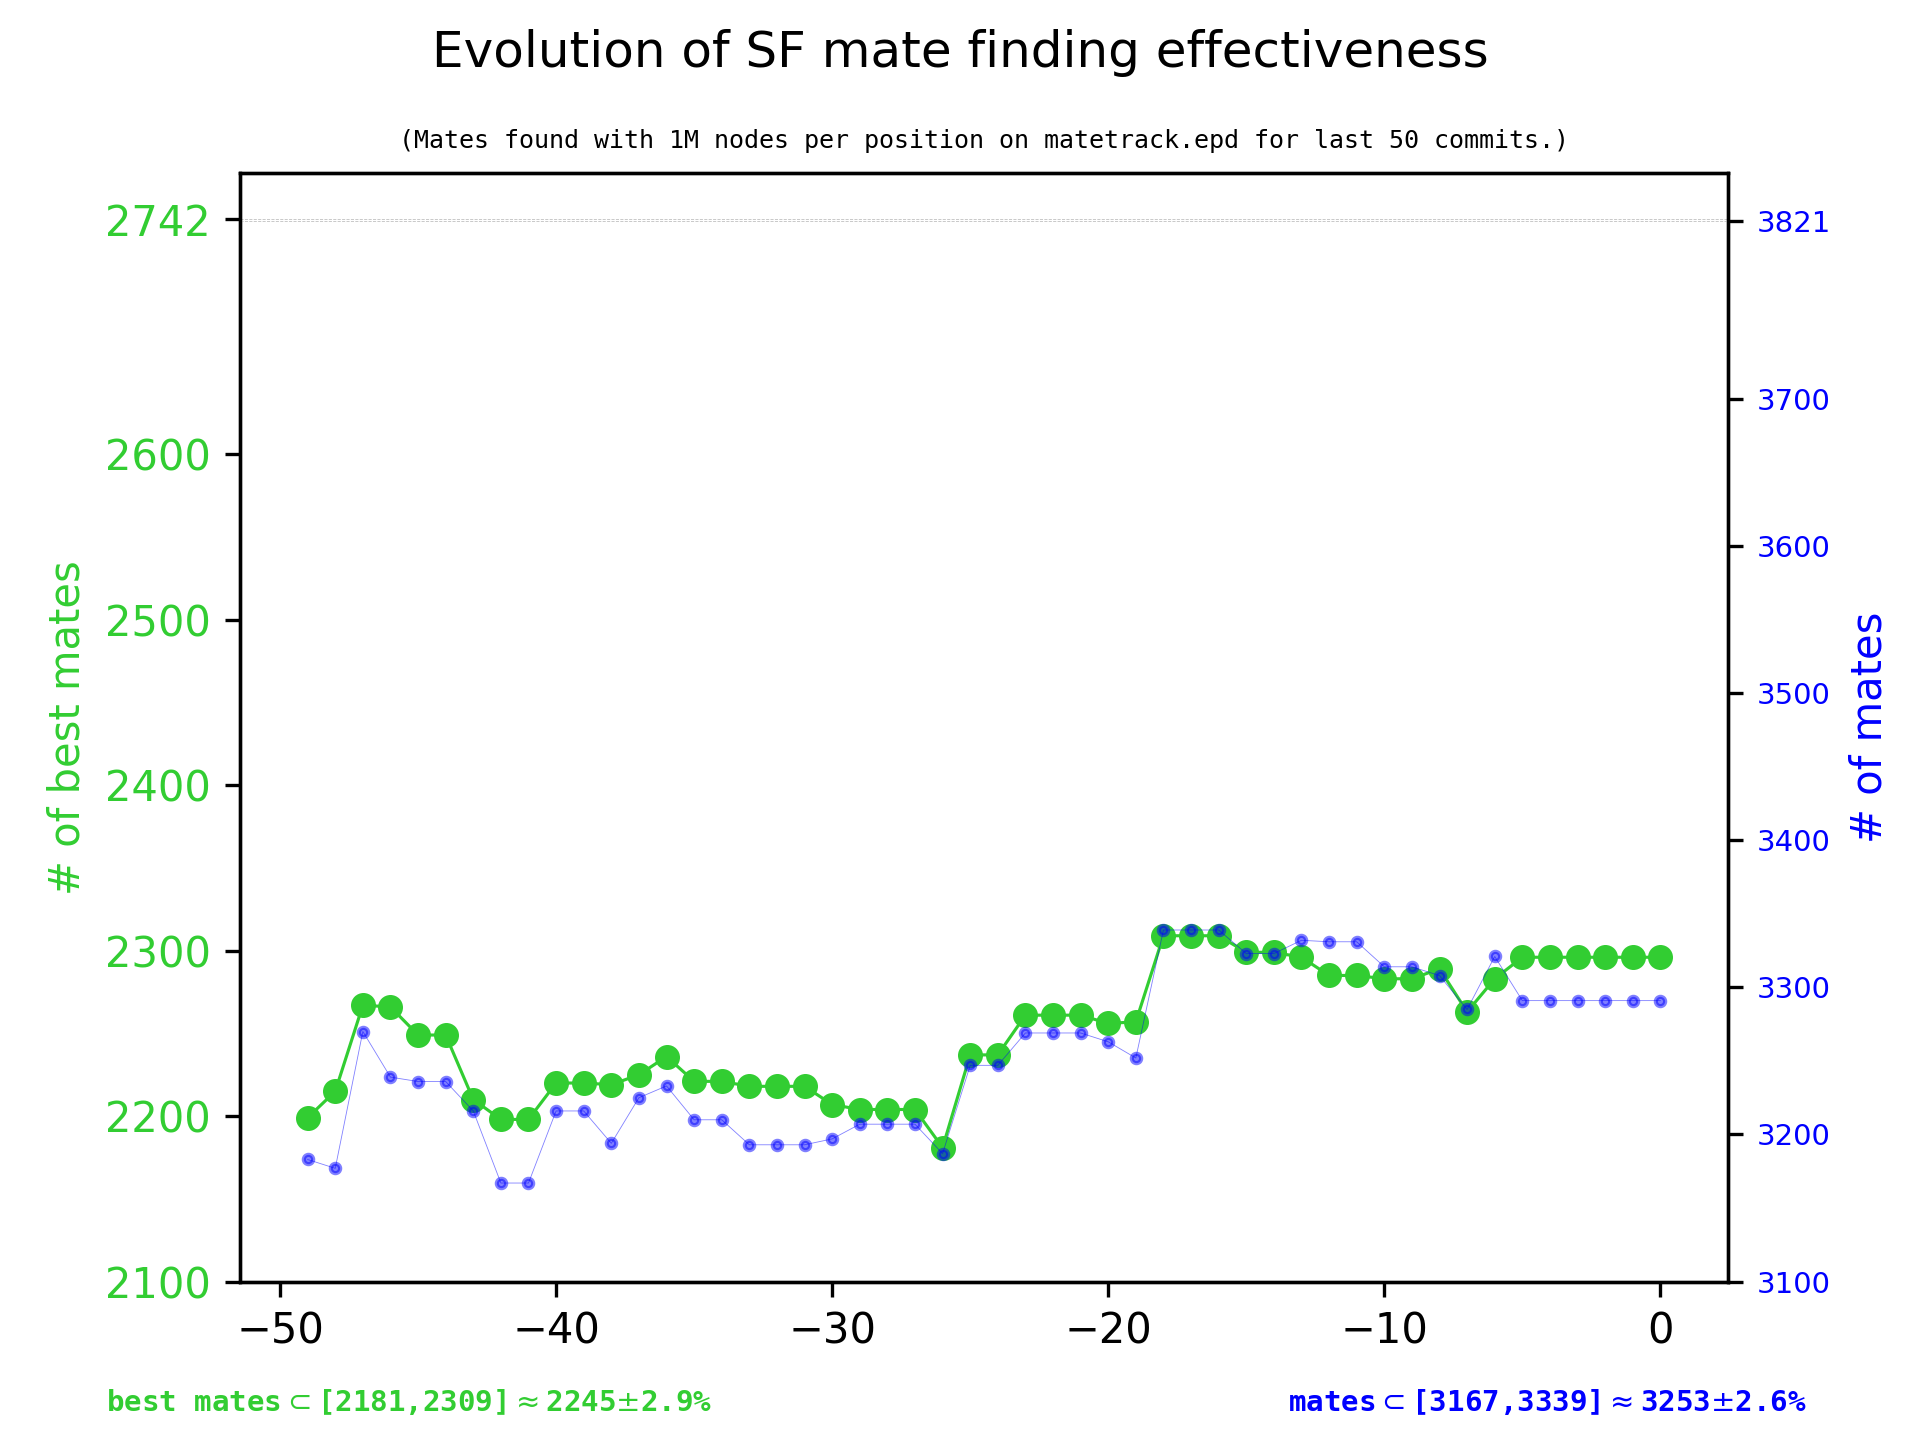 Evolution of SF mate finding effectiveness
(Mates found with 1M nodes per position on matetrack.epd for last 50 commits.)
# of best mates
2742
2600
2500
2400
2300
2200
2100
3821
3700
3600
3500
3400
3300
3200
3100
# of mates
−50 −40 −30 −20 −10 0
best mates ⊂ [2181,2309] ≈ 2245±2.9%
mates ⊂ [3167,3339] ≈ 3253±2.6%